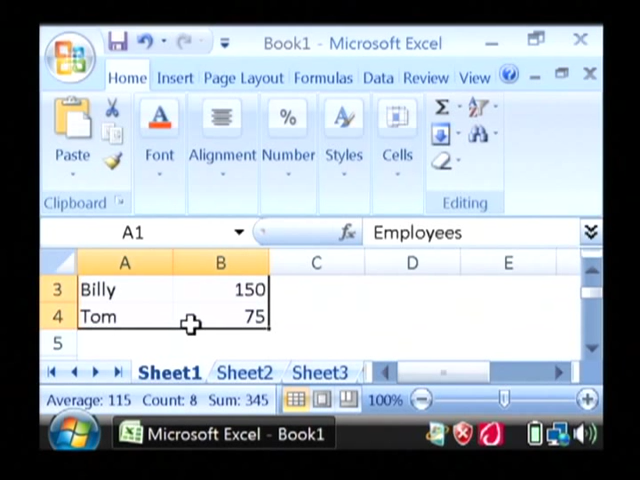 Book1 - Microsoft Excel
Home Insert Page Layout Formulas Data Review View
Paste Font Alignment Number Styles Cells
Clipboard Editing
A1 fx Employees
A B C D E
3 Billy 150
4 Tom 75
5
Sheet1 Sheet2 Sheet3
Average: 115 Count: 8 Sum: 345 100%
Microsoft Excel - Book1